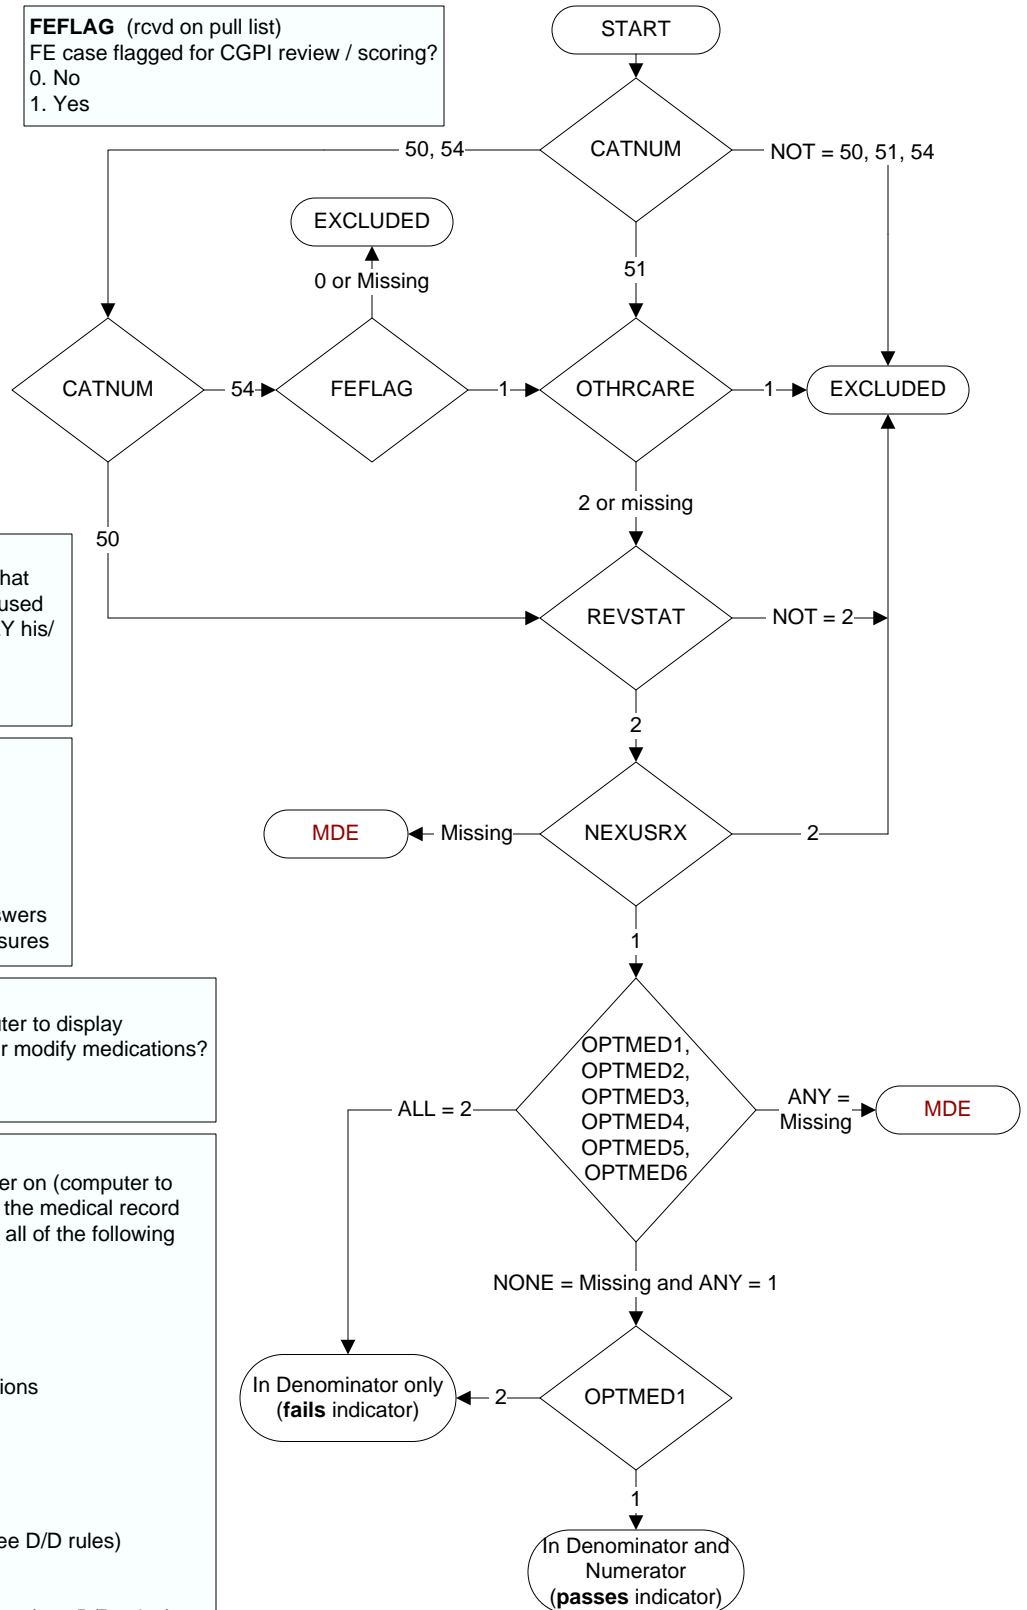 FEFLAG (rcvd on pull list)
FE case flagged for CGPI review / scoring?
0. No
1. Yes
START
CATNUM
50, 54
NOT = 50, 51, 54
EXCLUDED
0 or Missing
51
CATNUM
54
FEFLAG
1
OTHRCARE
1
EXCLUDED
2 or missing
50
hat
used
Y his/
REVSTAT
NOT = 2
2
MDE
Missing
NEXUSRX
2
swers
sures
1
uter to display
r modify medications?
OPTMED1,
OPTMED2,
OPTMED3,
OPTMED4,
OPTMED5,
OPTMED6
ALL = 2
ANY =
Missing
MDE
er on (computer to
the medical record
all of the following
NONE = Missing and ANY = 1
ions
In Denominator only
(fails indicator)
2
OPTMED1
1
ee D/D rules)
In Denominator and
Numerator
(passes indicator)